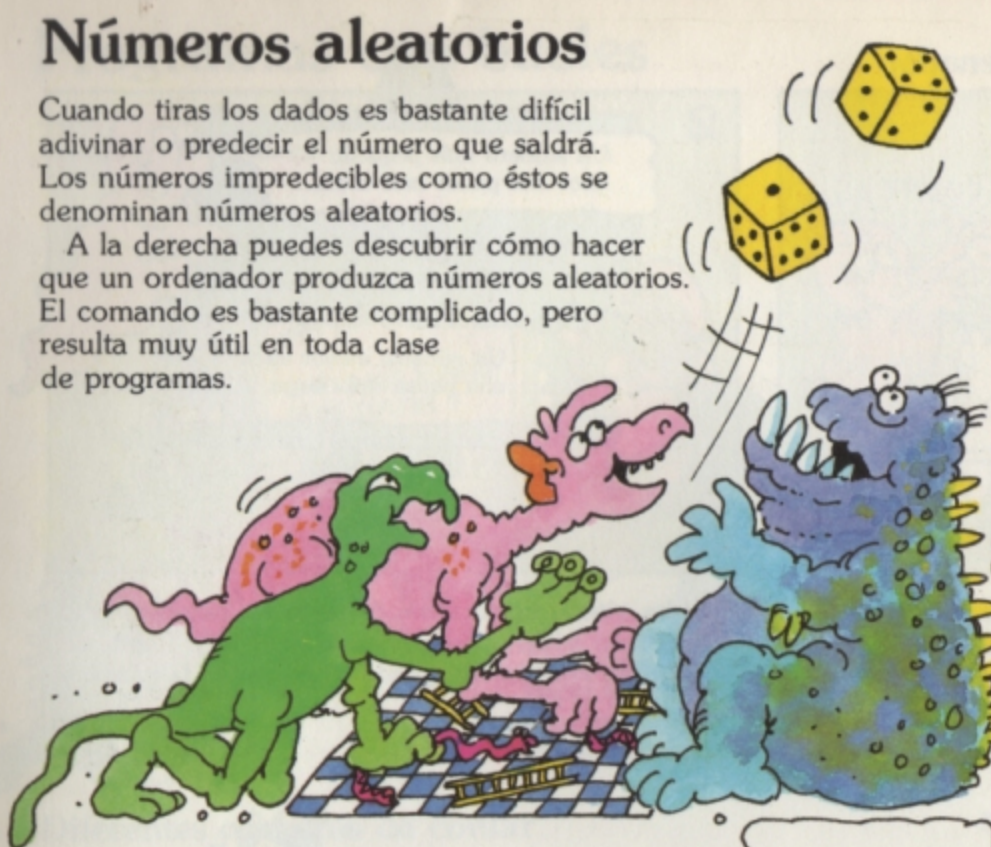 Números aleatorios
Cuando tiras los dados es bastante difícil
adivinar o predecir el número que saldrá.
Los números impredecibles como éstos se
denominan números aleatorios.
A la derecha puedes descubrir cómo hacer
que un ordenador produzca números aleatorios.
El comando es bastante complicado, pero
resulta muy útil en toda clase
de programas.